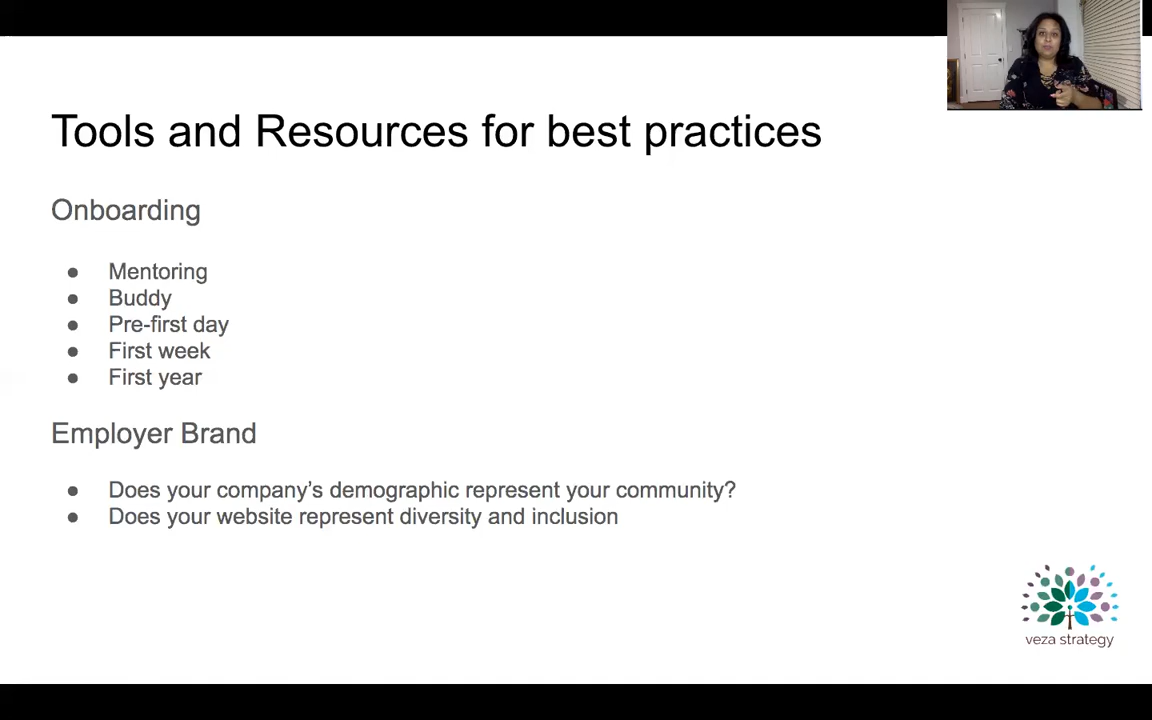 Tools and Resources for best practices
Onboarding
● Mentoring
● Buddy
● Pre-first day
● First week
● First year
Employer Brand
● Does your company's demographic represent your community?
● Does your website represent diversity and inclusion
veza strategy